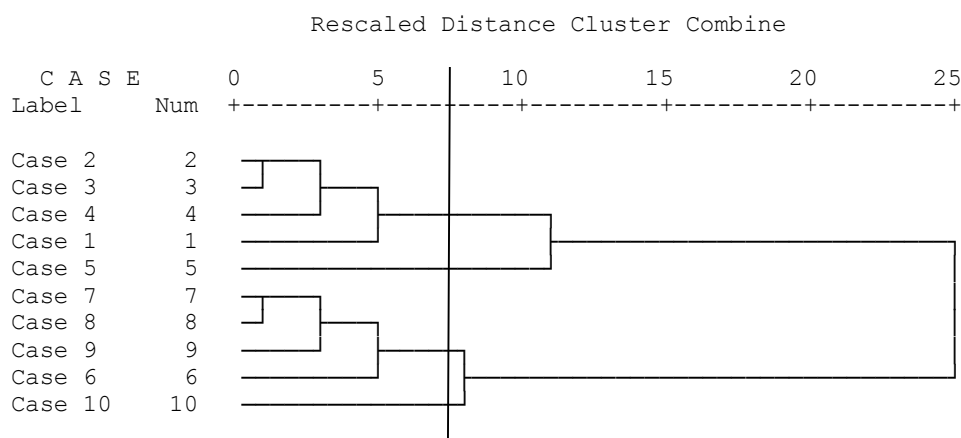 Rescaled Distance Cluster Combine
C A S E 0 5 10 15 20 25
Label Num +---------+---------+---------+---------+---------+
Case 2 2
Case 3 3
Case 4 4
Case 1 1
Case 5 5
Case 7 7
Case 8 8
Case 9 9
Case 6 6
Case 10 10